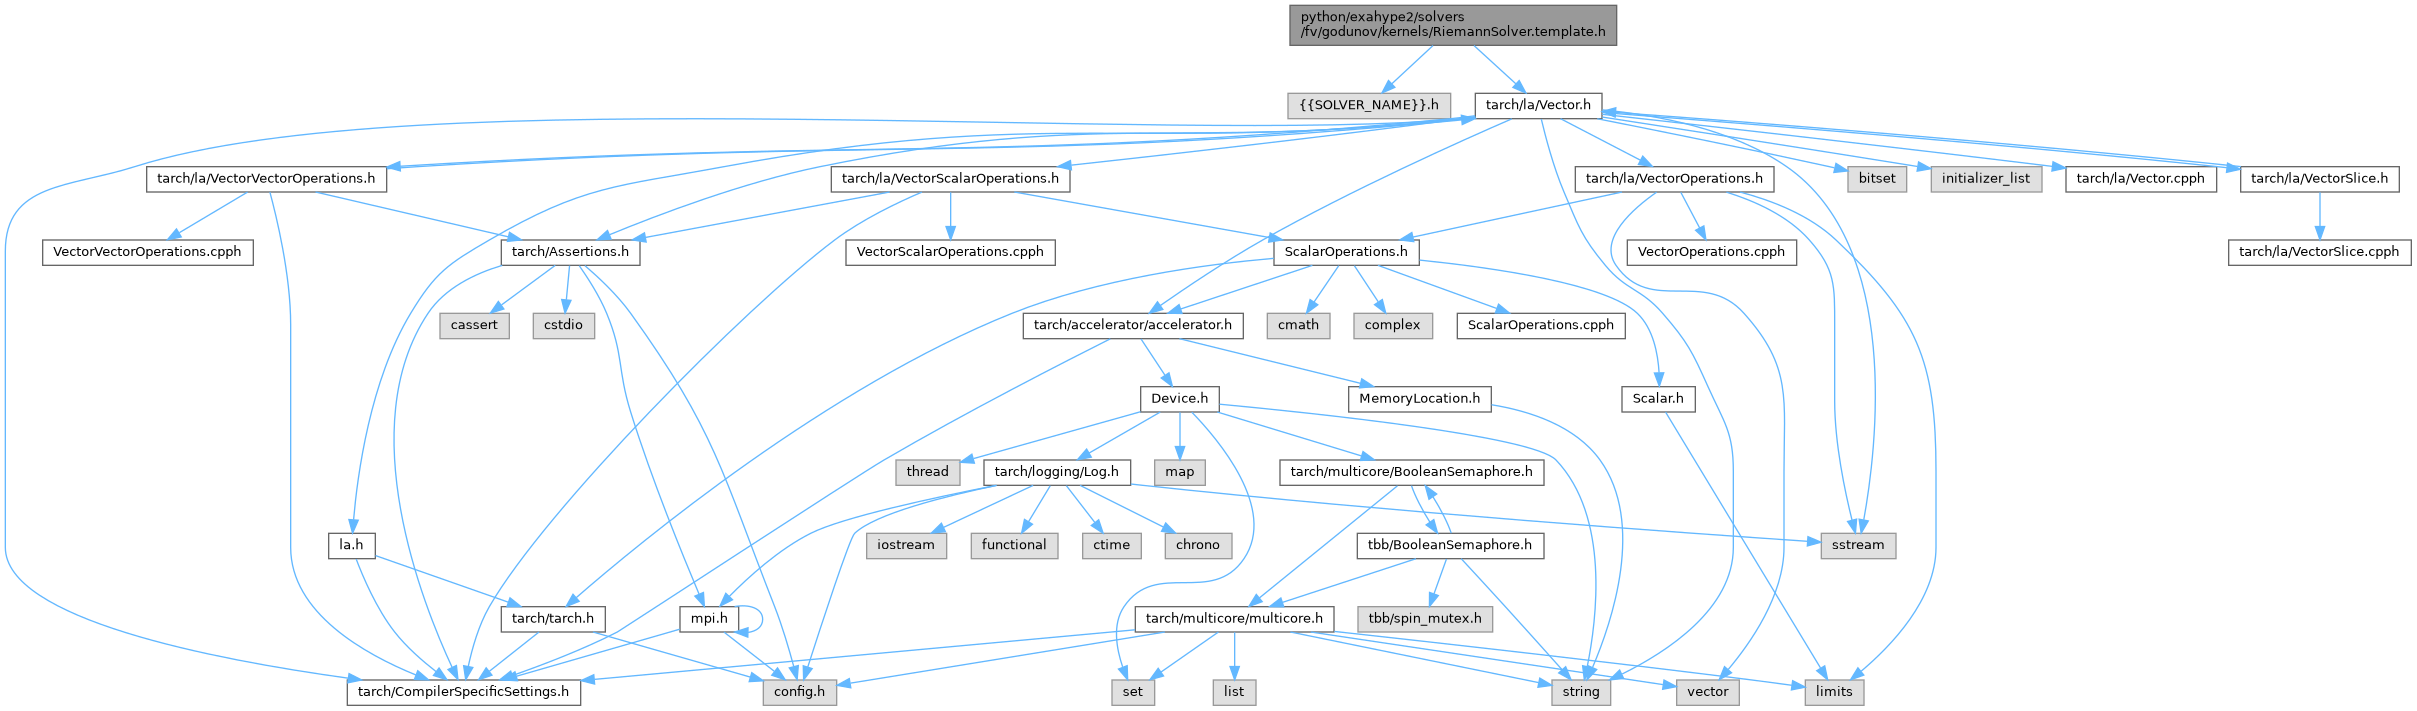 python/exahype2/solvers
/fv/godunov/kernels/RiemannSolver.template.h
{{SOLVER_NAME}}.h
tarch/la/Vector.h
tarch/la/VectorVectorOperations.h
tarch/la/VectorScalarOperations.h
tarch/la/VectorOperations.h
bitset
initializer_list
tarch/la/Vector.cpph
tarch/la/VectorSlice.h
VectorVectorOperations.cpph
tarch/Assertions.h
VectorScalarOperations.cpph
ScalarOperations.h
VectorOperations.cpph
tarch/la/VectorSlice.cpph
cassert
cstdio
tarch/accelerator/accelerator.h
cmath
complex
ScalarOperations.cpph
Device.h
MemoryLocation.h
Scalar.h
thread
tarch/logging/Log.h
map
tarch/multicore/BooleanSemaphore.h
la.h
iostream
functional
ctime
chrono
tbb/BooleanSemaphore.h
sstream
tarch/tarch.h
mpi.h
tarch/multicore/multicore.h
tbb/spin_mutex.h
tarch/CompilerSpecificSettings.h
config.h
set
list
string
vector
limits